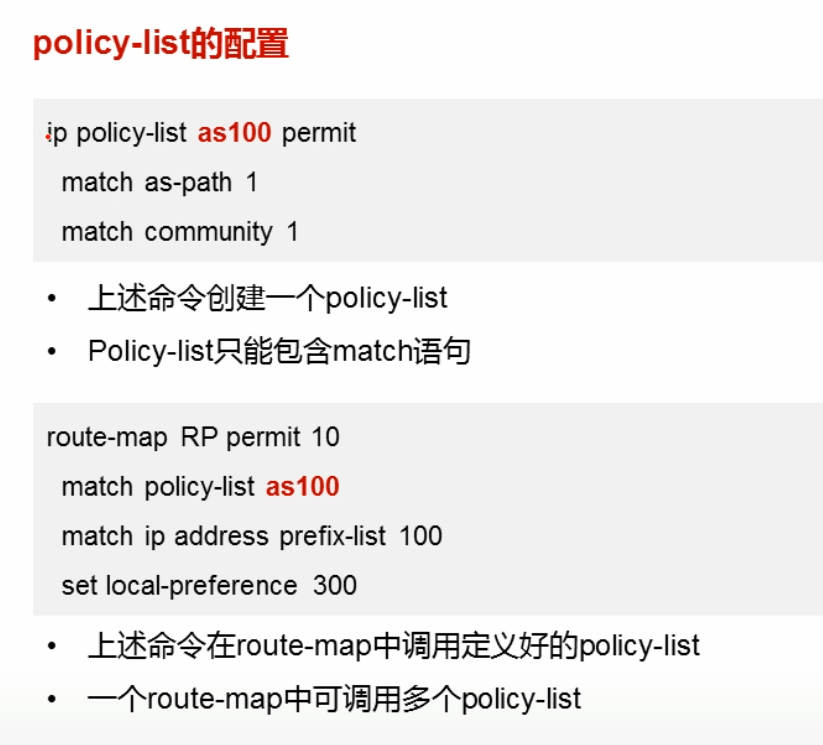 policy-list的配置
ip policy-list as100 permit
match as-path 1
match community 1
• 上述命令创建一个policy-list
• Policy-list只能包含match语句
route-map RP permit 10
match policy-list as100
match ip address prefix-list 100
set local-preference 300
• 上述命令在route-map中调用定义好的policy-list
• 一个route-map中可调用多个policy-list